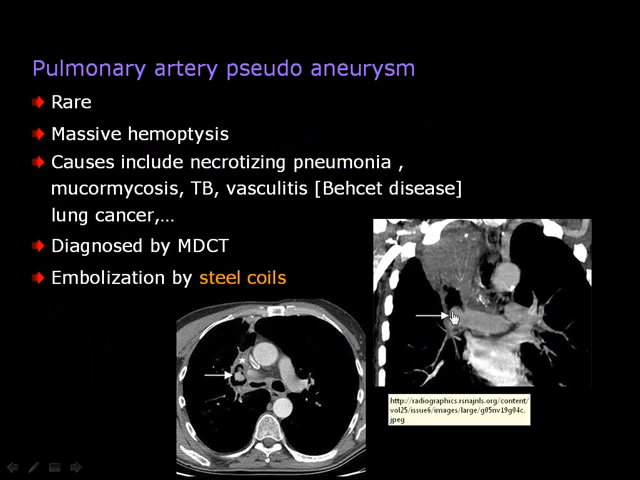 Pulmonary artery pseudo aneurysm
Rare
Massive hemoptysis
Causes include necrotizing pneumonia ,
mucormycosis, TB, vasculitis [Behcet disease]
lung cancer,...
Diagnosed by MDCT
Embolization by steel coils
http://radiographics.rsnajnls.org/content/
vol25/issue6/images/large/g05nv19g04c.
jpeg